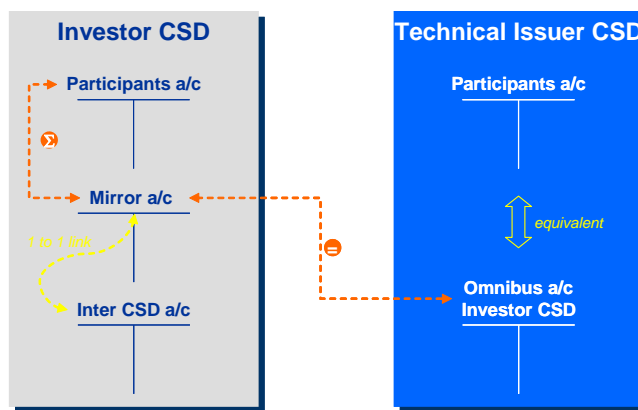 Investor CSD
Participants a/c
Σ
Mirror a/c
1 to 1 link
Inter CSD a/c
=
Technical Issuer CSD
Participants a/c
equivalent
Omnibus a/c
Investor CSD